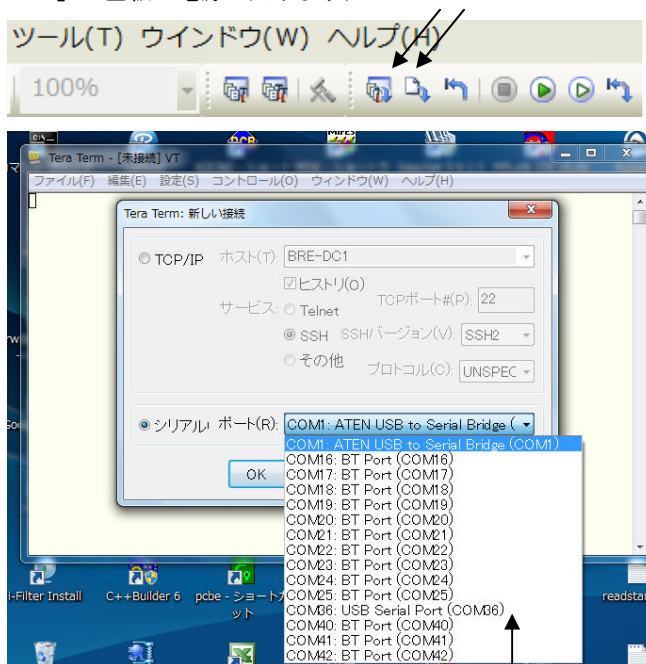 ツール(T) ウインドウ(W) ヘルプ(H)
100%
Tera Term - [未接続] VT
ファイル(F) 編集(E) 設定(S) コントロール(O) ウィンドウ(W) ヘルプ(H)
Tera Term: 新しい接続
TCP/IP ホスト(T): BRE-DC1
ヒストリ(O)
サービス: Telnet TCPポート#(P): 22
SSH SSHバージョン(V): SSH2
その他 プロトコル(C): UNSPEC
シリアル ポート(R): COM1: ATEN USB to Serial Bridge (
COM1: ATEN USB to Serial Bridge (COM1)
COM16: BT Port (COM16)
OK COM17: BT Port (COM17)
COM18: BT Port (COM18)
COM19: BT Port (COM19)
COM20: BT Port (COM20)
COM21: BT Port (COM21)
COM22: BT Port (COM22)
COM23: BT Port (COM23)
COM24: BT Port (COM24)
COM25: BT Port (COM25)
COM36: USB Serial Port (COM36)
COM40: BT Port (COM40)
COM41: BT Port (COM41)
COM42: BT Port (COM42)
i-Filter Install C++Builder 6 pcbe - ショートカット readsta